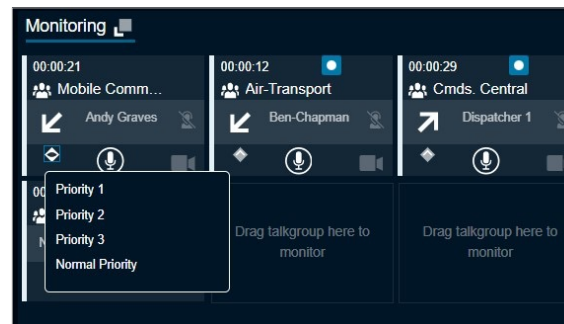 Monitoring
00:00:21
Mobile Comm...
Andy Graves
00:00:12
Air-Transport
Ben-Chapman
00:00:29
Cmds. Central
Dispatcher 1
Priority 1
Priority 2
Priority 3
Normal Priority
Drag talkgroup here to
monitor
Drag talkgroup here to
monitor